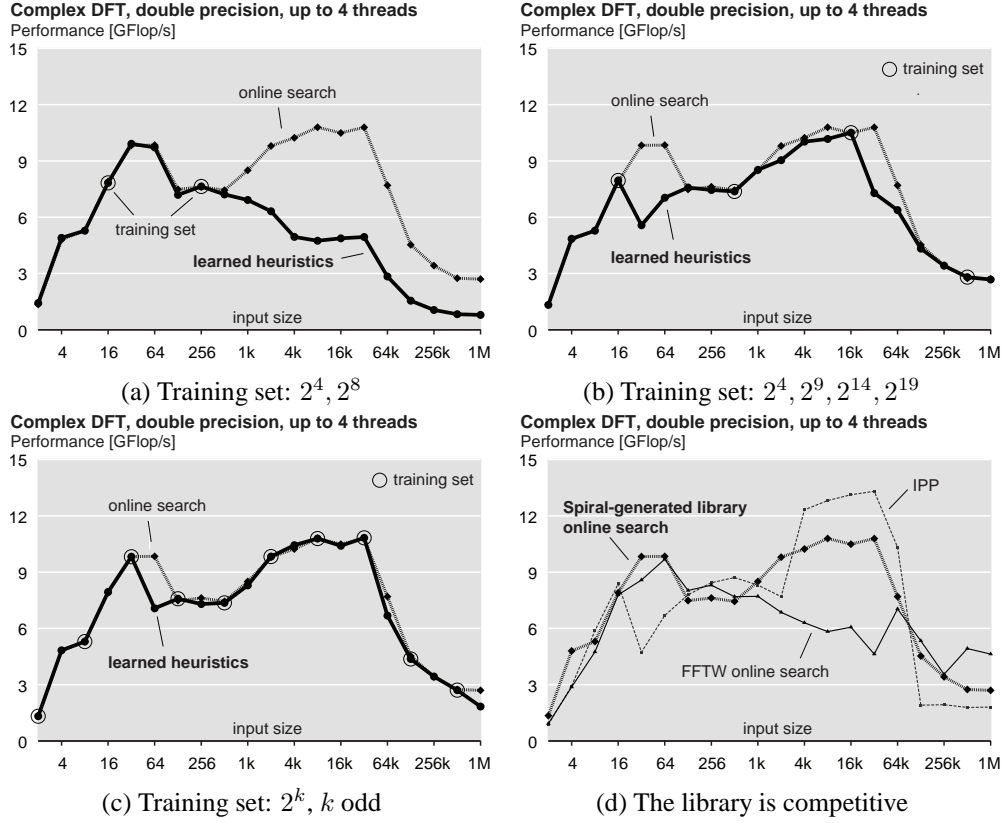 Complex DFT, double precision, up to 4 threads
Performance [GFlop/s]
15
12
9
6
3
0
online search
training set
learned heuristics
input size
4 16 64 256 1k 4k 16k 64k 256k 1M
(a) Training set: 2^4, 2^8
Complex DFT, double precision, up to 4 threads
Performance [GFlop/s]
15
12
9
6
3
0
training set
online search
learned heuristics
input size
4 16 64 256 1k 4k 16k 64k 256k 1M
(b) Training set: 2^4, 2^9, 2^14, 2^19
Complex DFT, double precision, up to 4 threads
Performance [GFlop/s]
15
12
9
6
3
0
training set
online search
learned heuristics
input size
4 16 64 256 1k 4k 16k 64k 256k 1M
(c) Training set: 2^k, k odd
Complex DFT, double precision, up to 4 threads
Performance [GFlop/s]
15
12
9
6
3
0
IPP
Spiral-generated library
online search
FFTW online search
input size
4 16 64 256 1k 4k 16k 64k 256k 1M
(d) The library is competitive